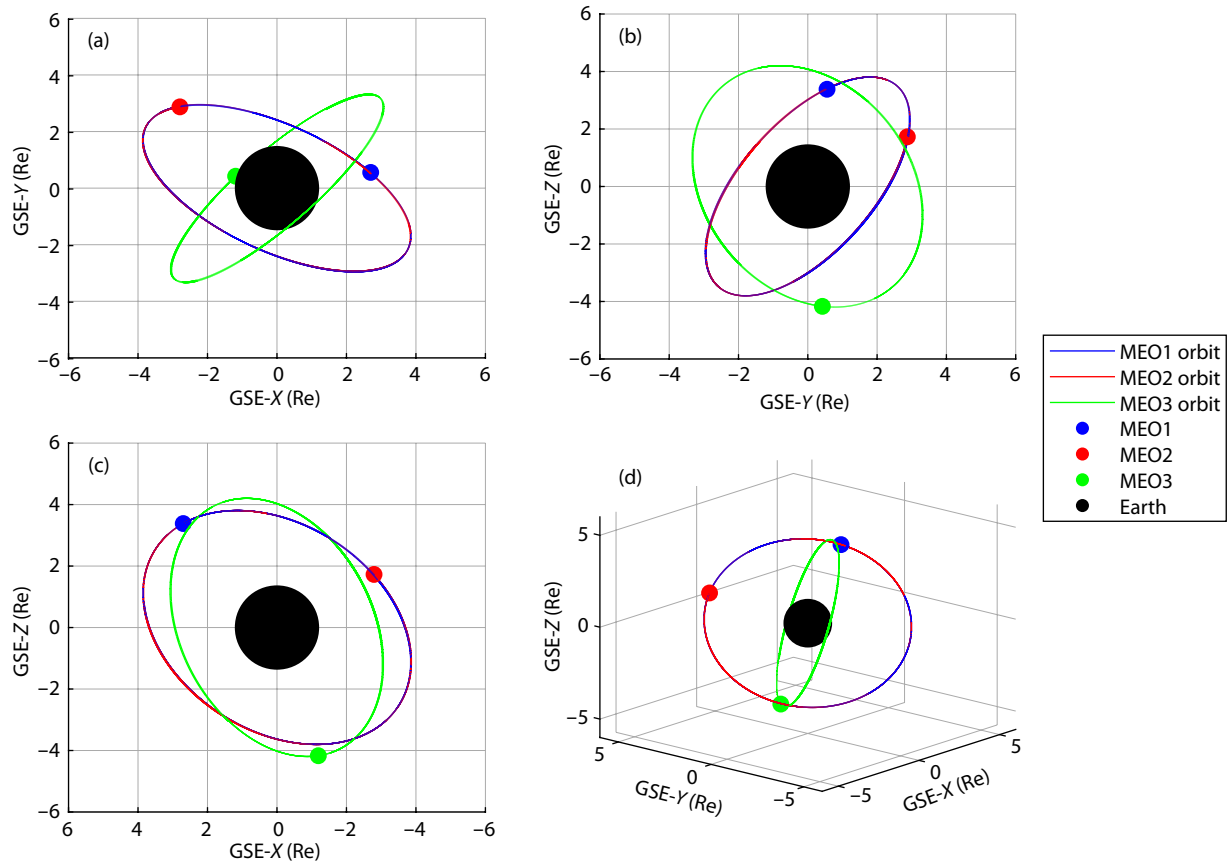 (a)
6
4
2
0
−2
−4
−6
GSE-Y (Re)
−6 −4 −2 0 2 4 6
GSE-X (Re)
(b)
6
4
2
0
−2
−4
−6
GSE-Z (Re)
−6 −4 −2 0 2 4 6
GSE-Y (Re)
MEO1 orbit
MEO2 orbit
MEO3 orbit
MEO1
MEO2
MEO3
Earth
(c)
6
4
2
0
−2
−4
−6
GSE-Z (Re)
6 4 2 0 −2 −4 −6
GSE-X (Re)
(d)
5
0
−5
GSE-Z (Re)
5 0 −5
GSE-Y (Re)
−5 0 5
GSE-X (Re)